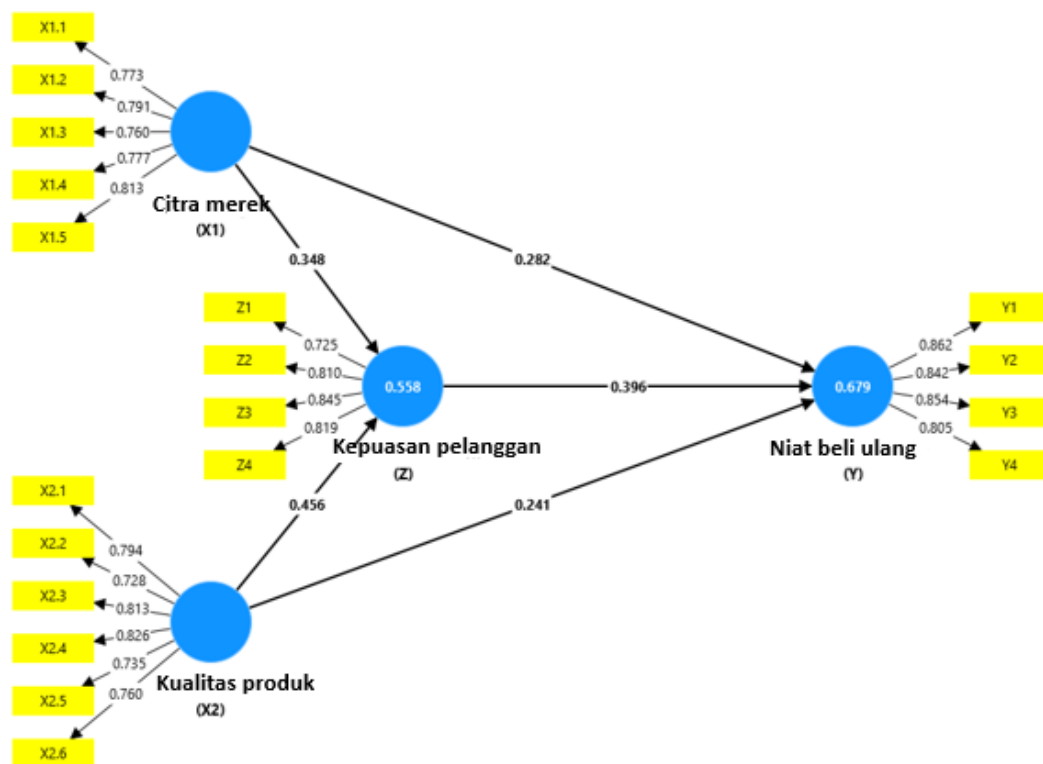 X1.1
0.773
X1.2
0.791
X1.3
0.760
X1.4
0.777
X1.5
0.813
Citra merek
(X1)
0.348
0.282
Z1
0.725
Z2
0.810
Z3
0.845
Z4
0.819
0.558
Kepuasan pelanggan
(Z)
0.396
0.679
Niat beli ulang
(Y)
Y1
0.862
Y2
0.842
Y3
0.854
Y4
0.805
0.456
0.241
X2.1
0.794
X2.2
0.728
X2.3
0.813
X2.4
0.826
X2.5
0.735
X2.6
0.760
Kualitas produk
(X2)